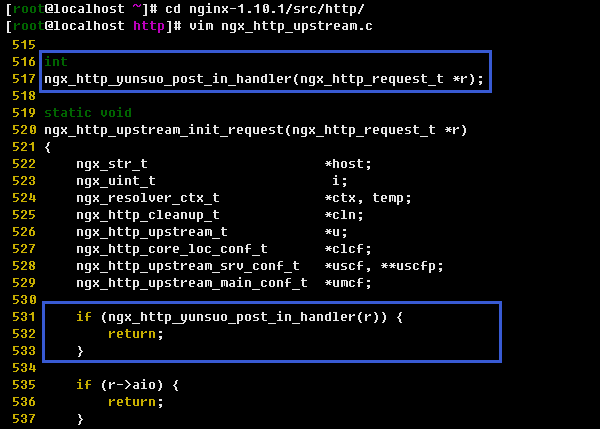 [root@localhost ~]# cd nginx-1.10.1/src/http/
[root@localhost http]# vim ngx_http_upstream.c
515
516 int
517 ngx_http_yunsuo_post_in_handler(ngx_http_request_t *r);
518
519 static void
520 ngx_http_upstream_init_request(ngx_http_request_t *r)
521 {
522     ngx_str_t                      *host;
523     ngx_uint_t                      i;
524     ngx_resolver_ctx_t             *ctx, temp;
525     ngx_http_cleanup_t             *cln;
526     ngx_http_upstream_t            *u;
527     ngx_http_core_loc_conf_t       *clcf;
528     ngx_http_upstream_srv_conf_t   *uscf, **uscfp;
529     ngx_http_upstream_main_conf_t  *umcf;
530
531     if (ngx_http_yunsuo_post_in_handler(r)) {
532         return;
533     }
534
535     if (r->aio) {
536         return;
537     }